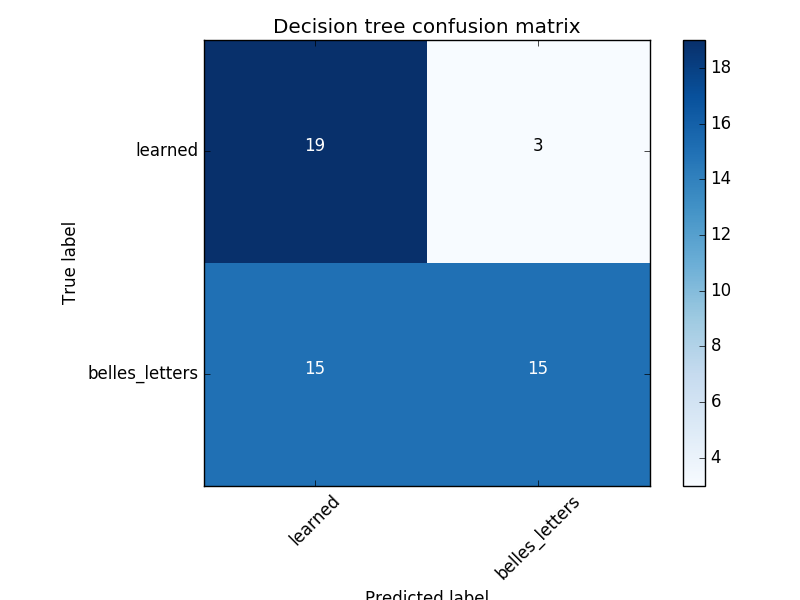 Decision tree confusion matrix
True label
learned
19
3
belles_letters
15
15
learned
belles_letters
Predicted label
18
16
14
12
10
8
6
4